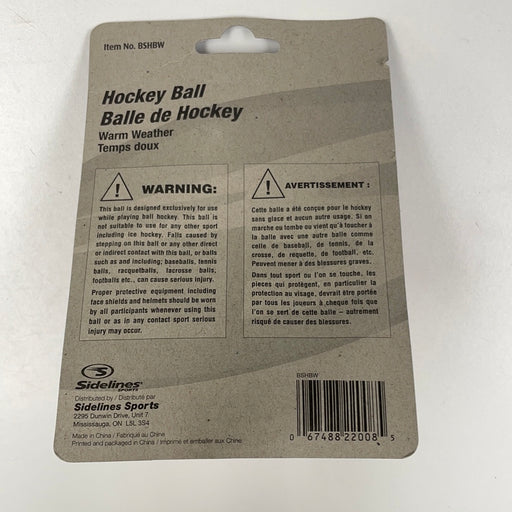 Item No. BSHBW
Hockey Ball
Balle de Hockey
Warm Weather
Temps doux
WARNING:
This ball is designed exclusively for use
while playing ball hockey. This ball is
not suitable to use for any other sport
including ice hockey. Falls caused by
stepping on this ball or any other direct
or indirect contact with this ball, or balls
such as and including; baseballs, tennis
balls, racquetballs, lacrosse balls,
footballs etc., can cause serious injury.
Proper protective equipment including
face shields and helmets should be worn
by all participants whenever using this
ball or as in any contact sport serious
injury may occur.
AVERTISSEMENT :
Cette balle a été conçue pour le hockey
sans glace et aucun autre usage. Si on
marche ou tombe ou vient qu'à toucher à
la balle avec une autre balle comme
celle de baseball, de tennis, de la
crosse, de requette, de football, etc.
Peuvent mener à des blessures graves.
Dans tout sport ou l'on se touche, les
pièces qui protègent, en particulier la
protection au visage, devrait être portée
par tous les joueurs à chaque fois que
l'on se sert de cette balle – autrement
risqué de causer des blessures.
S
Sidelines
SPORTS
Distributed by / Distribué par
Sidelines Sports
2295 Dunwin Drive, Unit 7
Mississauga, ON L5L 3S4
Made in China / Fabriqué au Chine
Printed and packaged in China / Imprimé et emballer aux Chine
BSHBW
0 67488 22008 5